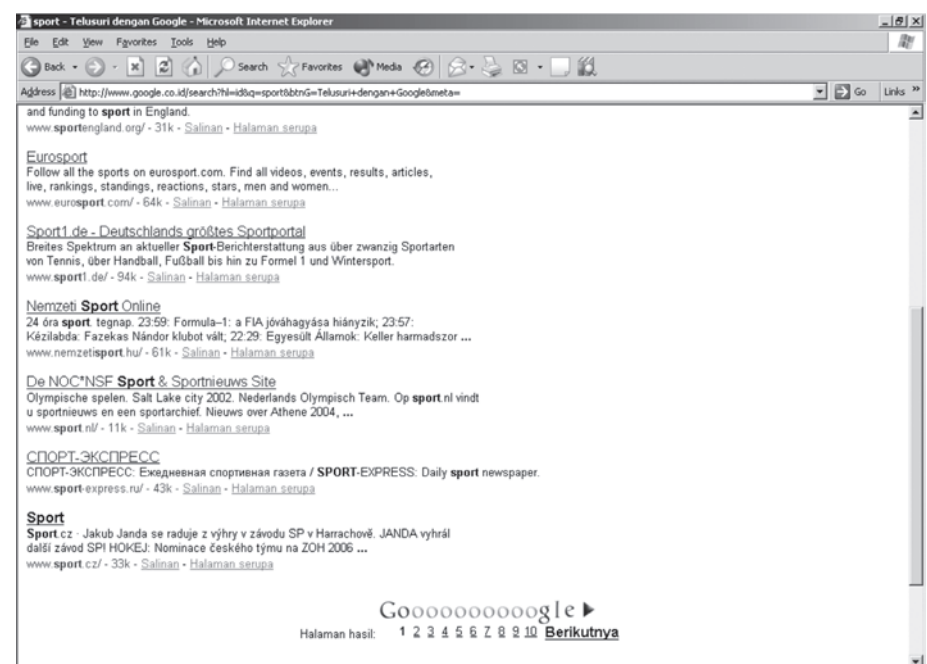 sport - Telusuri dengan Google - Microsoft Internet Explorer
File Edit View Favorites Tools Help
Back Search Favorites Media
Address http://www.google.co.id/search?hl=id&q=sport&btnG=Telusuri+dengan+Google&meta= Go Links »
and funding to sport in England.
www.sportengland.org/ - 31k - Salinan - Halaman serupa
Eurosport
Follow all the sports on eurosport.com. Find all videos, events, results, articles,
live, rankings, standings, reactions, stars, men and women...
www.eurosport.com/ - 64k - Salinan - Halaman serupa
Sport1.de - Deutschlands größtes Sportportal
Breites Spektrum an aktueller Sport-Berichterstattung aus über zwanzig Sportarten
von Tennis, über Handball, Fußball bis hin zu Formel 1 und Wintersport.
www.sport1.de/ - 94k - Salinan - Halaman serupa
Nemzeti Sport Online
24 óra sport. tegnap. 23:59: Formula–1: a FIA jóváhagyása hiányzik; 23:57:
Kézilabda: Fazekas Nándor klubot vált; 22:29: Egyesült Államok: Keller harmadszor ...
www.nemzetisport.hu/ - 61k - Salinan - Halaman serupa
De NOC*NSF Sport & Sportnieuws Site
Olympische spelen. Salt Lake city 2002. Nederlands Olympisch Team. Op sport.nl vindt
u sportnieuws en een sportarchief. Nieuws over Athene 2004, ...
www.sport.nl/ - 11k - Salinan - Halaman serupa
СПОРТ-ЭКСПРЕСС
СПОРТ-ЭКСПРЕСС: Ежедневная спортивная газета / SPORT-EXPRESS: Daily sport newspaper.
www.sport-express.ru/ - 43k - Salinan - Halaman serupa
Sport
Sport.cz · Jakub Janda se raduje z výhry v závodu SP v Harrachově. JANDA vyhrál
další závod SP! HOKEJ: Nominace českého týmu na ZOH 2006 ...
www.sport.cz/ - 33k - Salinan - Halaman serupa
Goooooooooogle
Halaman hasil: 1 2 3 4 5 6 7 8 9 10 Berikutnya